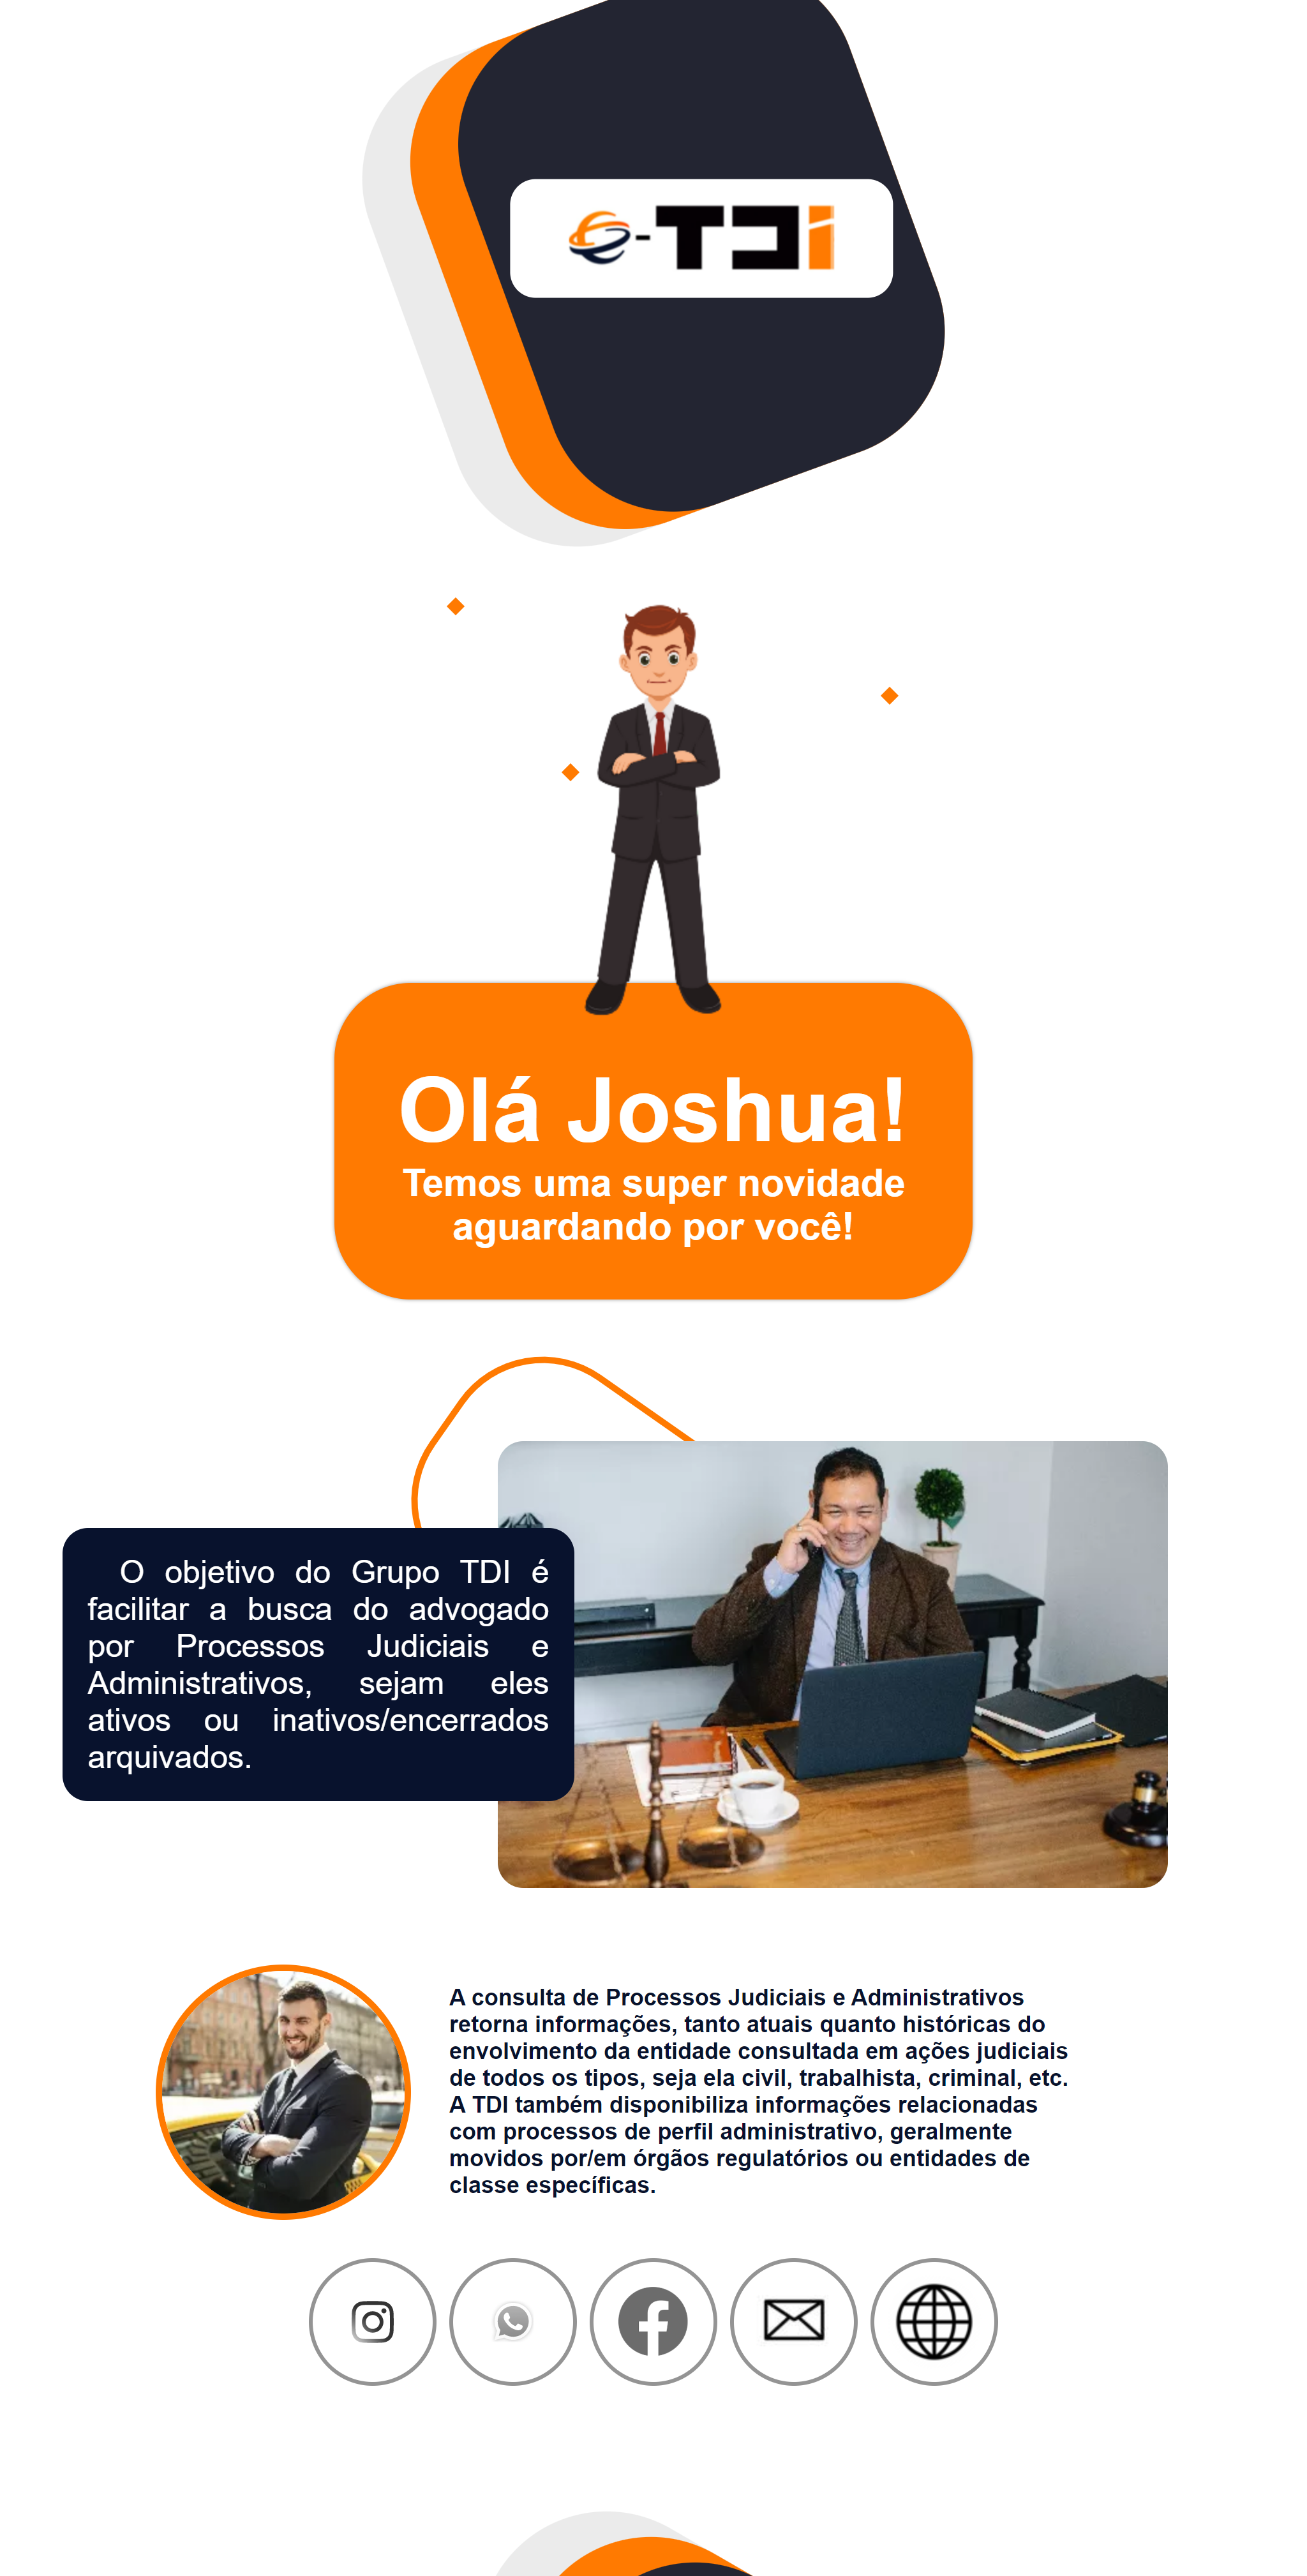 e-TDi
Olá Joshua!
Temos uma super novidade
aguardando por você!
O objetivo do Grupo TDI é
facilitar a busca do advogado
por Processos Judiciais e
Administrativos, sejam eles
ativos ou inativos/encerrados
arquivados.
A consulta de Processos Judiciais e Administrativos
retorna informações, tanto atuais quanto históricas do
envolvimento da entidade consultada em ações judiciais
de todos os tipos, seja ela civil, trabalhista, criminal, etc.
A TDI também disponibiliza informações relacionadas
com processos de perfil administrativo, geralmente
movidos por/em órgãos regulatórios ou entidades de
classe específicas.